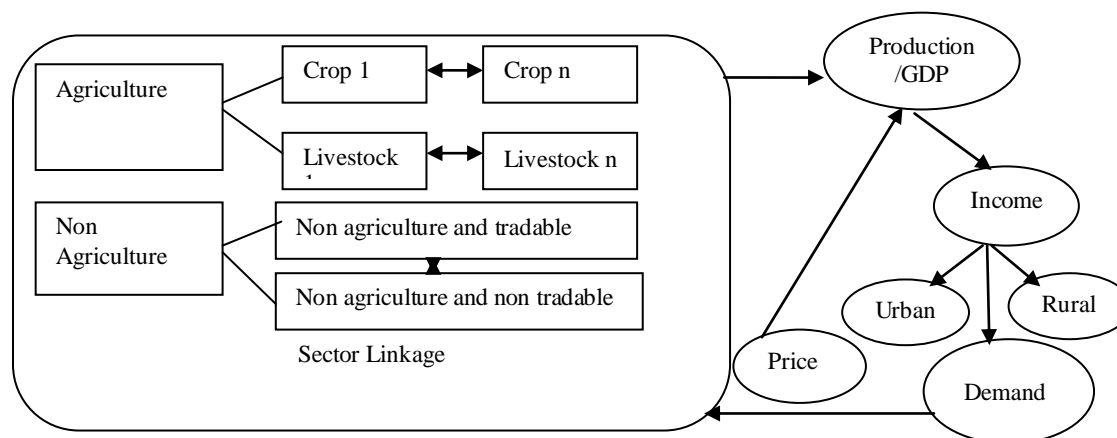 Agriculture
Crop 1
Crop n
Livestock
Livestock n
Non
Agriculture
Non agriculture and tradable
Non agriculture and non tradable
Sector Linkage
Production
/GDP
Income
Urban
Rural
Price
Demand